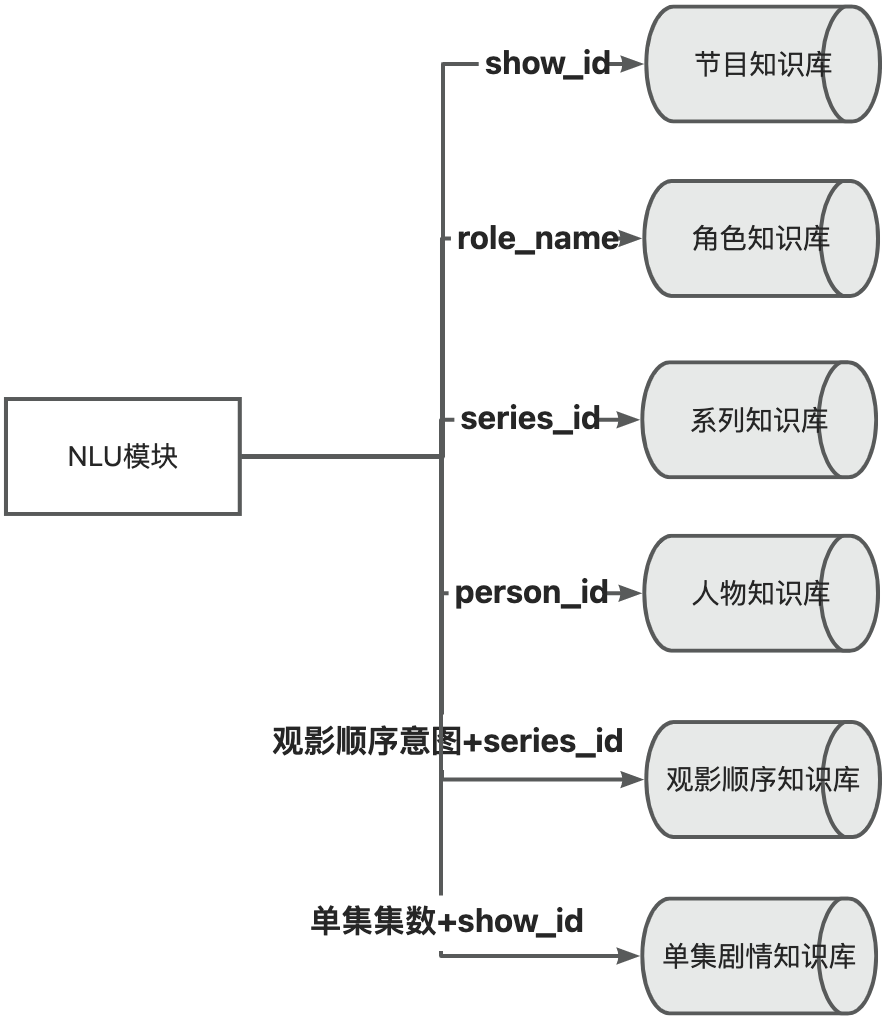 show_id
节目知识库
role_name
角色知识库
series_id
系列知识库
NLU模块
person_id
人物知识库
观影顺序意图+series_id
观影顺序知识库
单集集数+show_id
单集剧情知识库